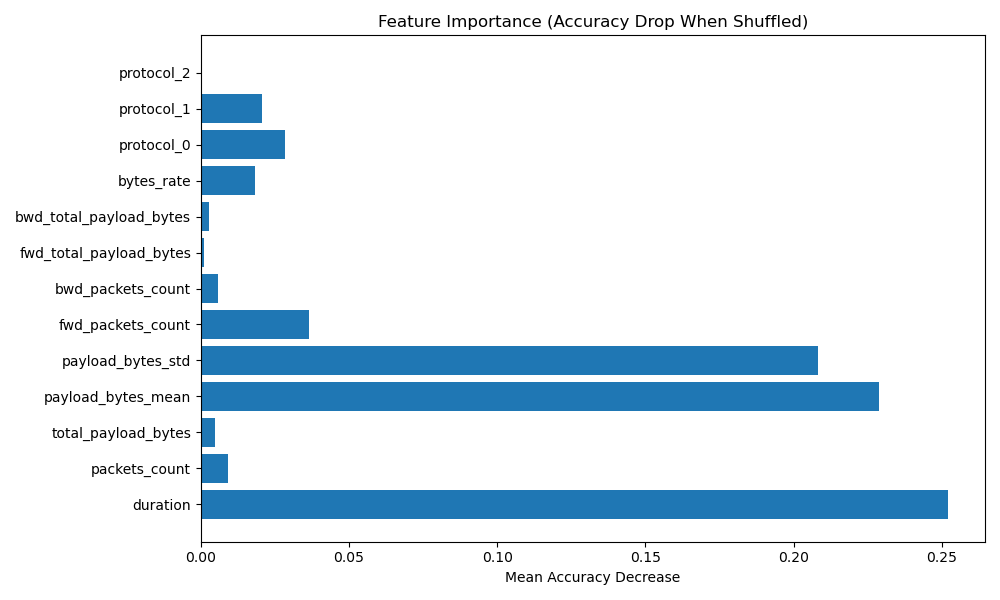 Feature Importance (Accuracy Drop When Shuffled)
protocol_2
protocol_1
protocol_0
bytes_rate
bwd_total_payload_bytes
fwd_total_payload_bytes
bwd_packets_count
fwd_packets_count
payload_bytes_std
payload_bytes_mean
total_payload_bytes
packets_count
duration
0.00 0.05 0.10 0.15 0.20 0.25
Mean Accuracy Decrease